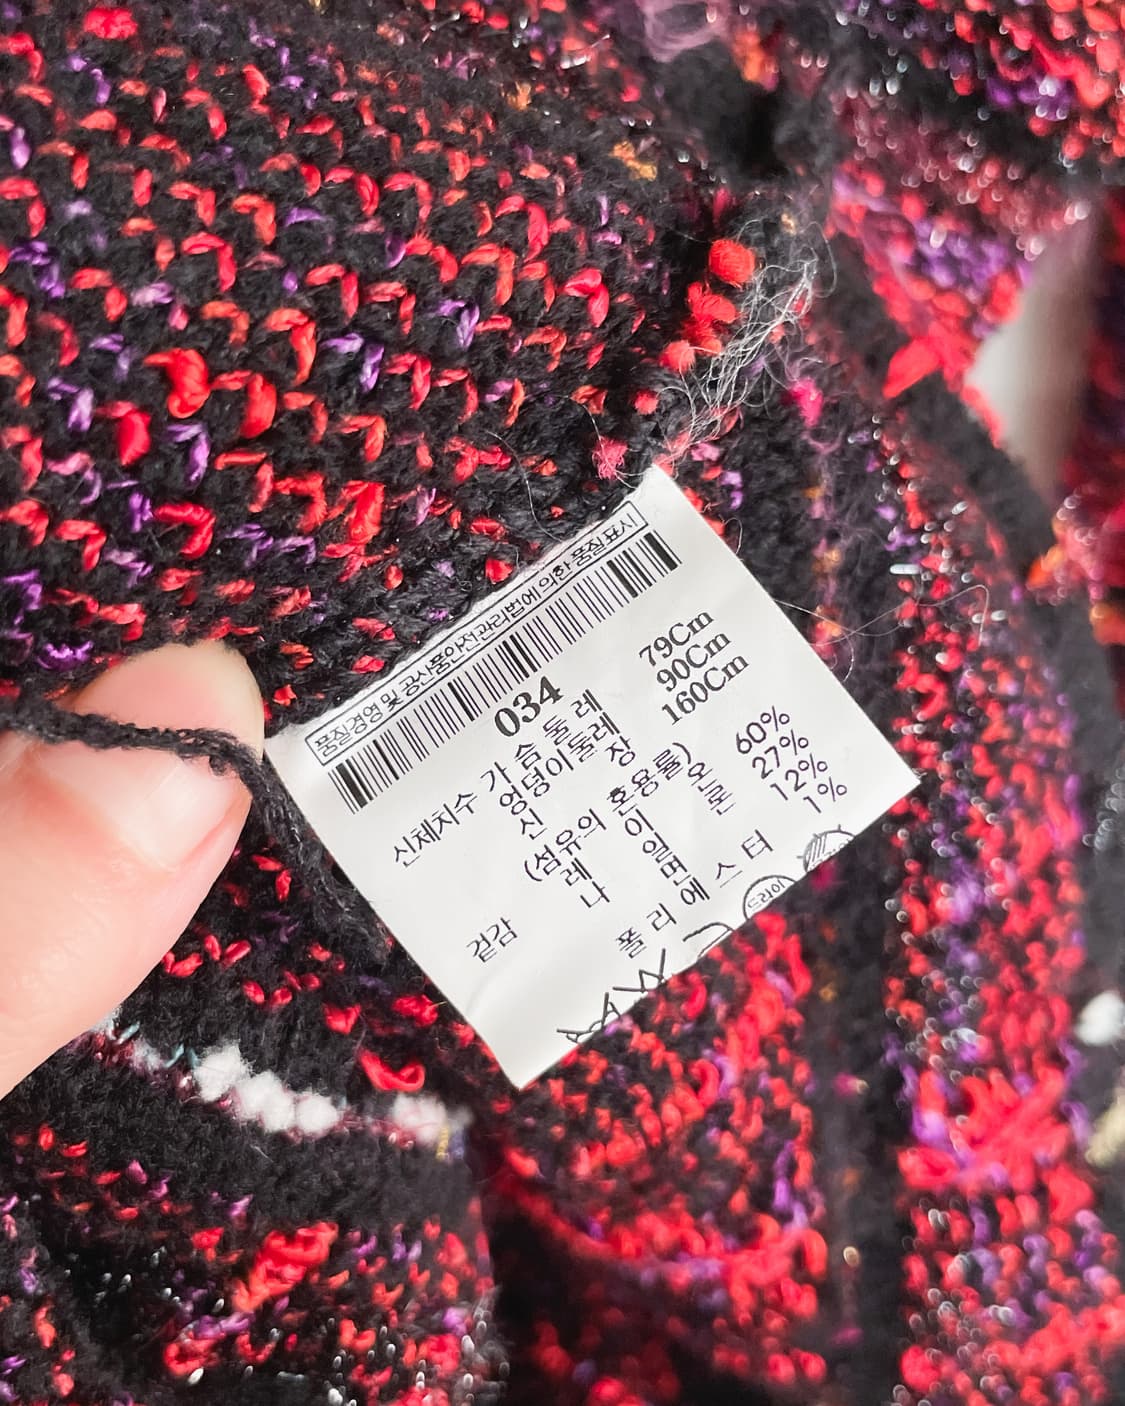 품질경영 및 공산품안전관리법에 의한 품질표시
034
신체치수 가슴둘레 79Cm
엉덩이둘레 90Cm
신장 160Cm
(섬유의 혼용률)
겉감 레이온 60%
나일론 27%
면 12%
폴리에스터 1%
드라이